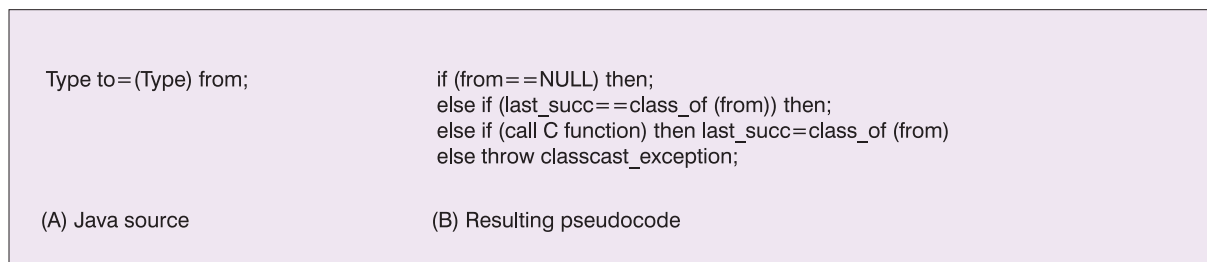 Type to=(Type) from;
if (from==NULL) then;
else if (last_succ==class_of (from)) then;
else if (call C function) then last_succ=class_of (from)
else throw classcast_exception;
(A) Java source
(B) Resulting pseudocode